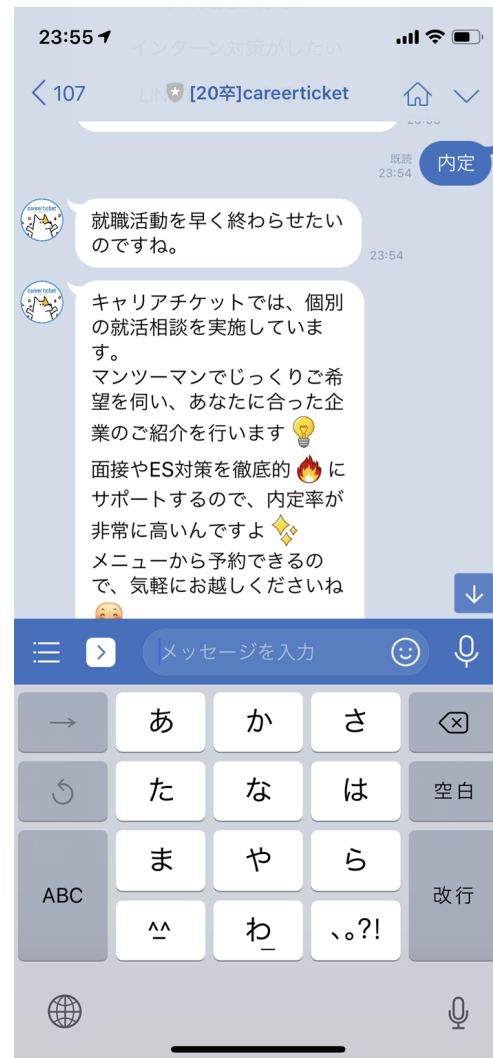 23:55
インターン対策がしたい
107
[20卒]careerticket
既読
23:54
内定
就職活動を早く終わらせたい
のですね。
23:54
キャリアチケットでは、個別
の就活相談を実施していま
す。
マンツーマンでじっくりご希
望を伺い、あなたに合った企
業のご紹介を行います
面接やES対策を徹底的🔥に
サポートするので、内定率が
非常に高いんですよ
メニューから予約できるの
で、気軽にお越しくださいね
メッセージを入力
→ あ か さ
た な は 空白
ABC ま や ら 改行
^^ わ 、。?!